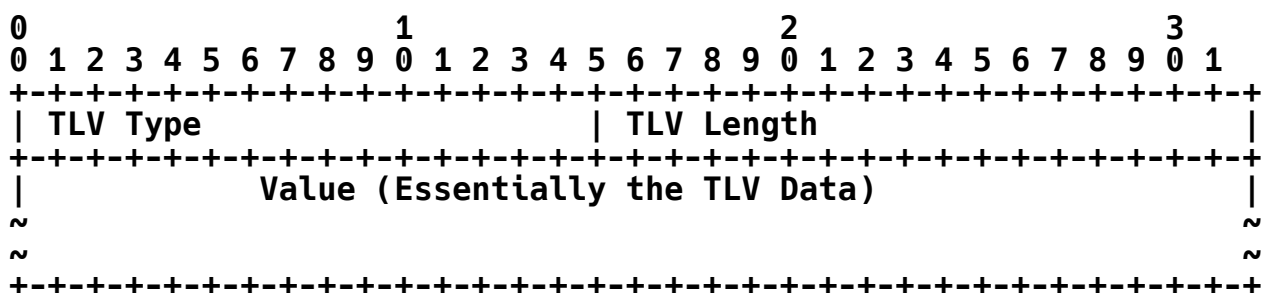 0                   1                   2                   3
0 1 2 3 4 5 6 7 8 9 0 1 2 3 4 5 6 7 8 9 0 1 2 3 4 5 6 7 8 9 0 1
+-+-+-+-+-+-+-+-+-+-+-+-+-+-+-+-+-+-+-+-+-+-+-+-+-+-+-+-+-+-+-+-+
| TLV Type                    | TLV Length                      |
+-+-+-+-+-+-+-+-+-+-+-+-+-+-+-+-+-+-+-+-+-+-+-+-+-+-+-+-+-+-+-+-+
|            Value (Essentially the TLV Data)                   |
~                                                               ~
~                                                               ~
+-+-+-+-+-+-+-+-+-+-+-+-+-+-+-+-+-+-+-+-+-+-+-+-+-+-+-+-+-+-+-+-+